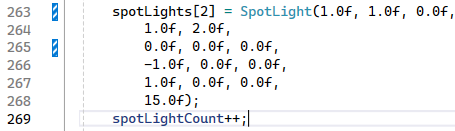 263 spotLights[2] = SpotLight(1.0f, 1.0f, 0.0f,
264 1.0f, 2.0f,
265 0.0f, 0.0f, 0.0f,
266 -1.0f, 0.0f, 0.0f,
267 1.0f, 0.0f, 0.0f,
268 15.0f);
269 spotLightCount++;